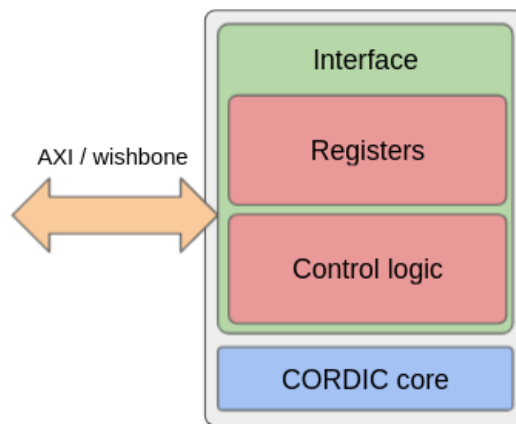 Interface
AXI / wishbone
Registers
Control logic
CORDIC core